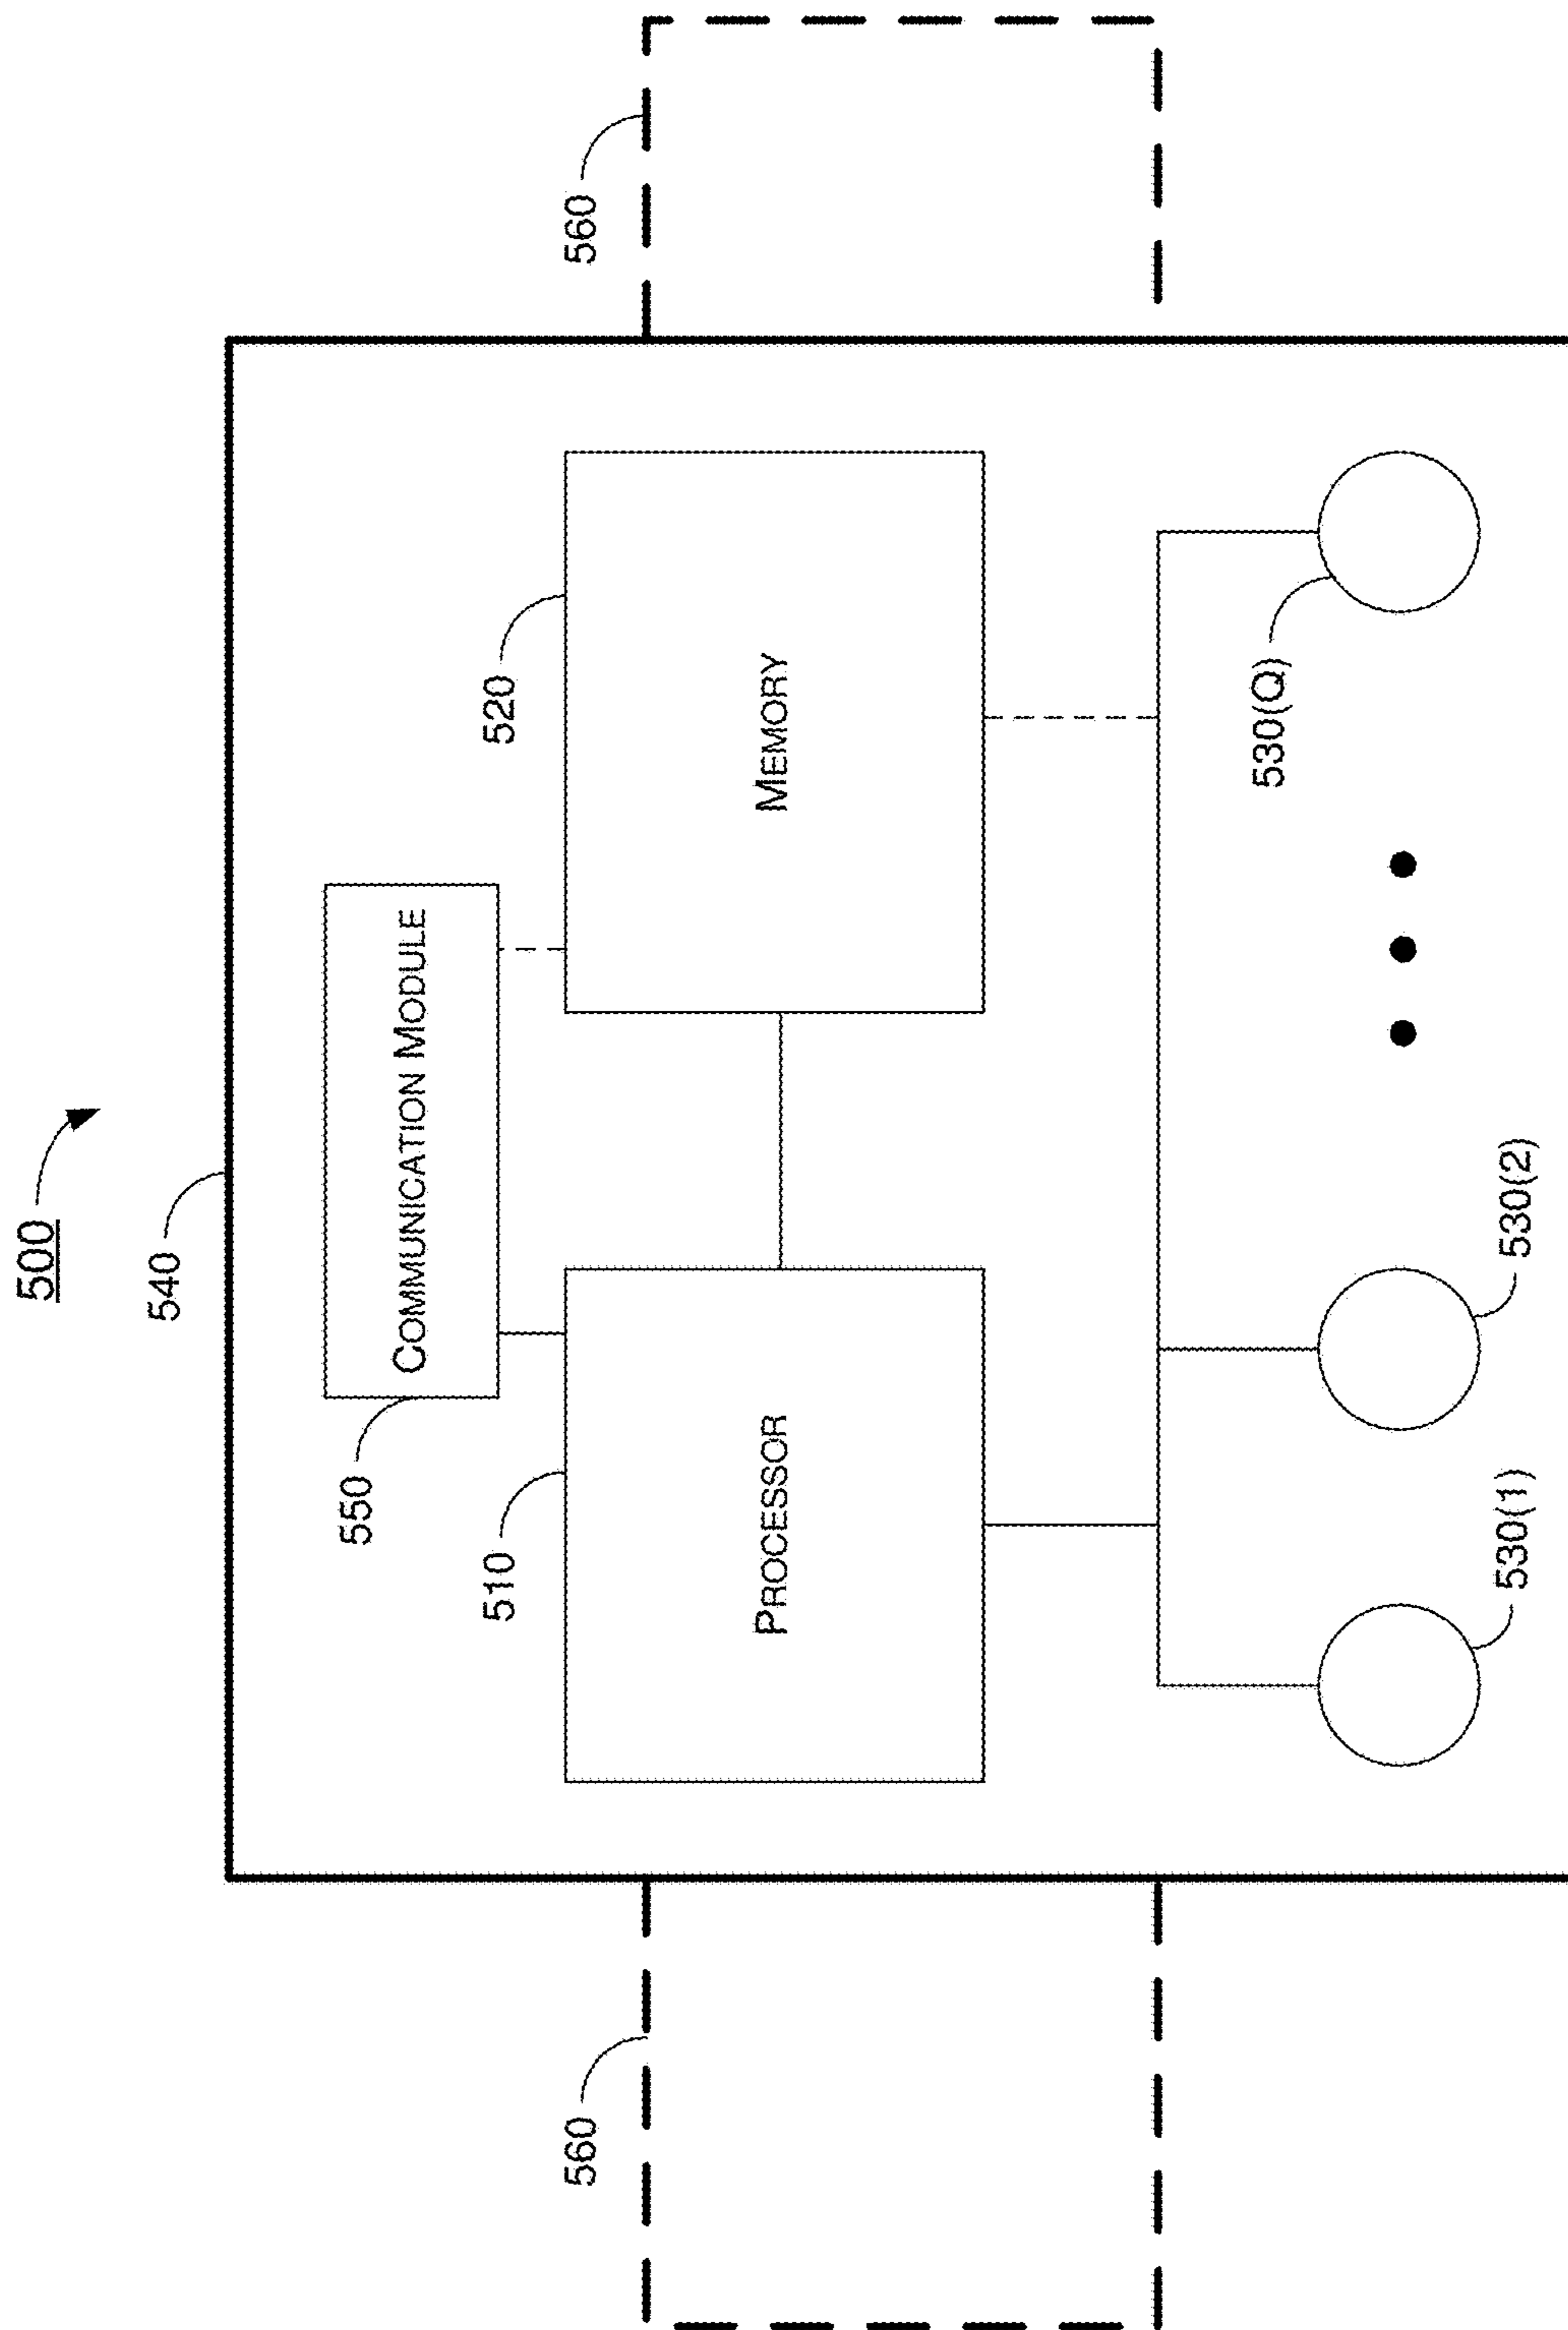 500
540
550
COMMUNICATION MODULE
560
560
510
520
PROCESSOR
MEMORY
530(Q)
530(1)
530(2)